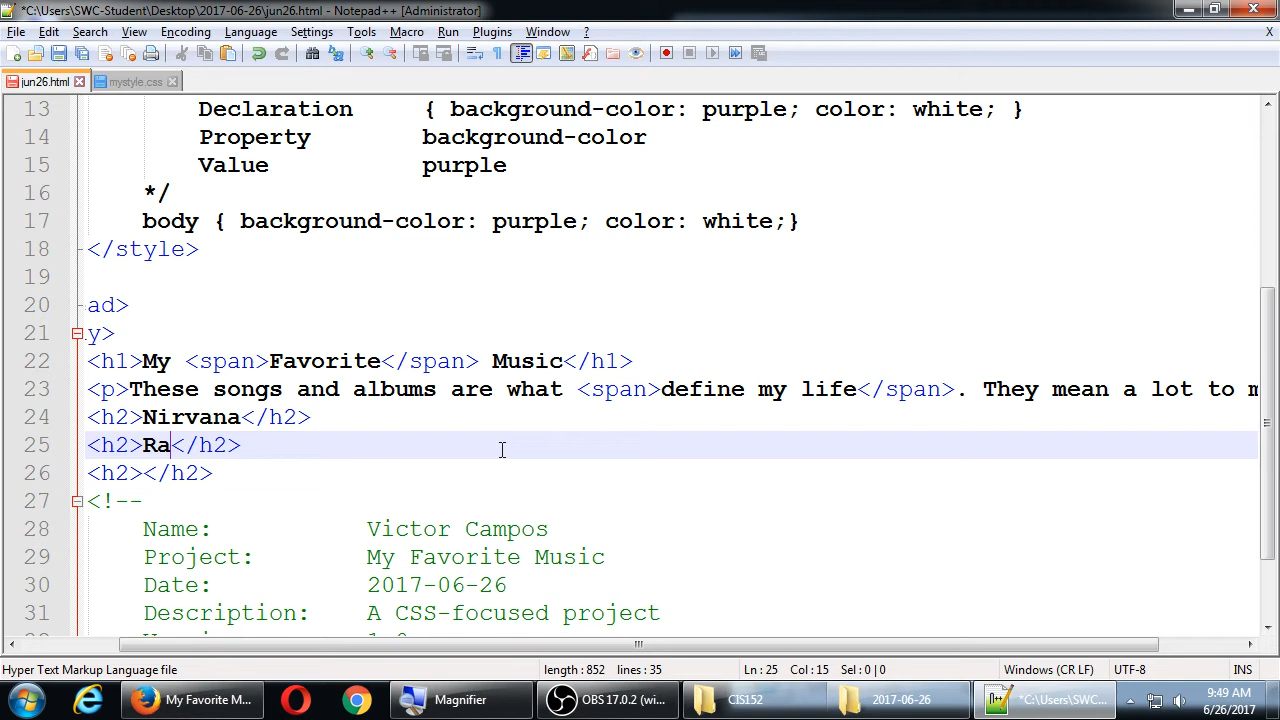 *C:\Users\SWC-Student\Desktop\2017-06-26\jun26.html - Notepad++ [Administrator]
File Edit Search View Encoding Language Settings Tools Macro Run Plugins Window ? X
jun26.html mystyle.css
13 Declaration { background-color: purple; color: white; }
14 Property background-color
15 Value purple
16 */
17 body { background-color: purple; color: white;}
18 </style>
19
20 ad>
21 y>
22 <h1>My <span>Favorite</span> Music</h1>
23 <p>These songs and albums are what <span>define my life</span>. They mean a lot to m
24 <h2>Nirvana</h2>
25 <h2>Ra</h2>
26 <h2></h2>
27 <!--
28 Name: Victor Campos
29 Project: My Favorite Music
30 Date: 2017-06-26
31 Description: A CSS-focused project
Hyper Text Markup Language file length : 852 lines : 35 Ln : 25 Col : 15 Sel : 0 | 0 Windows (CR LF) UTF-8 INS
My Favorite M... Magnifier OBS 17.0.2 (wi... CIS152 2017-06-26 *C:\Users\SWC... 9:49 AM
6/26/2017